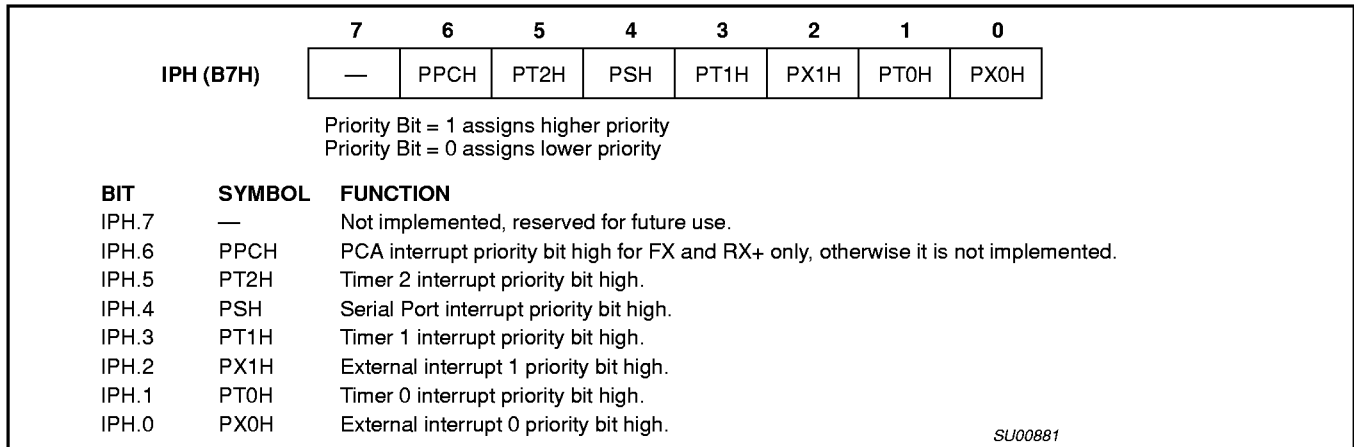 7 6 5 4 3 2 1 0
IPH (B7H) — PPCH PT2H PSH PT1H PX1H PT0H PX0H
Priority Bit = 1 assigns higher priority
Priority Bit = 0 assigns lower priority
BIT SYMBOL FUNCTION
IPH.7 — Not implemented, reserved for future use.
IPH.6 PPCH PCA interrupt priority bit high for FX and RX+ only, otherwise it is not implemented.
IPH.5 PT2H Timer 2 interrupt priority bit high.
IPH.4 PSH Serial Port interrupt priority bit high.
IPH.3 PT1H Timer 1 interrupt priority bit high.
IPH.2 PX1H External interrupt 1 priority bit high.
IPH.1 PT0H Timer 0 interrupt priority bit high.
IPH.0 PX0H External interrupt 0 priority bit high.
SU00881